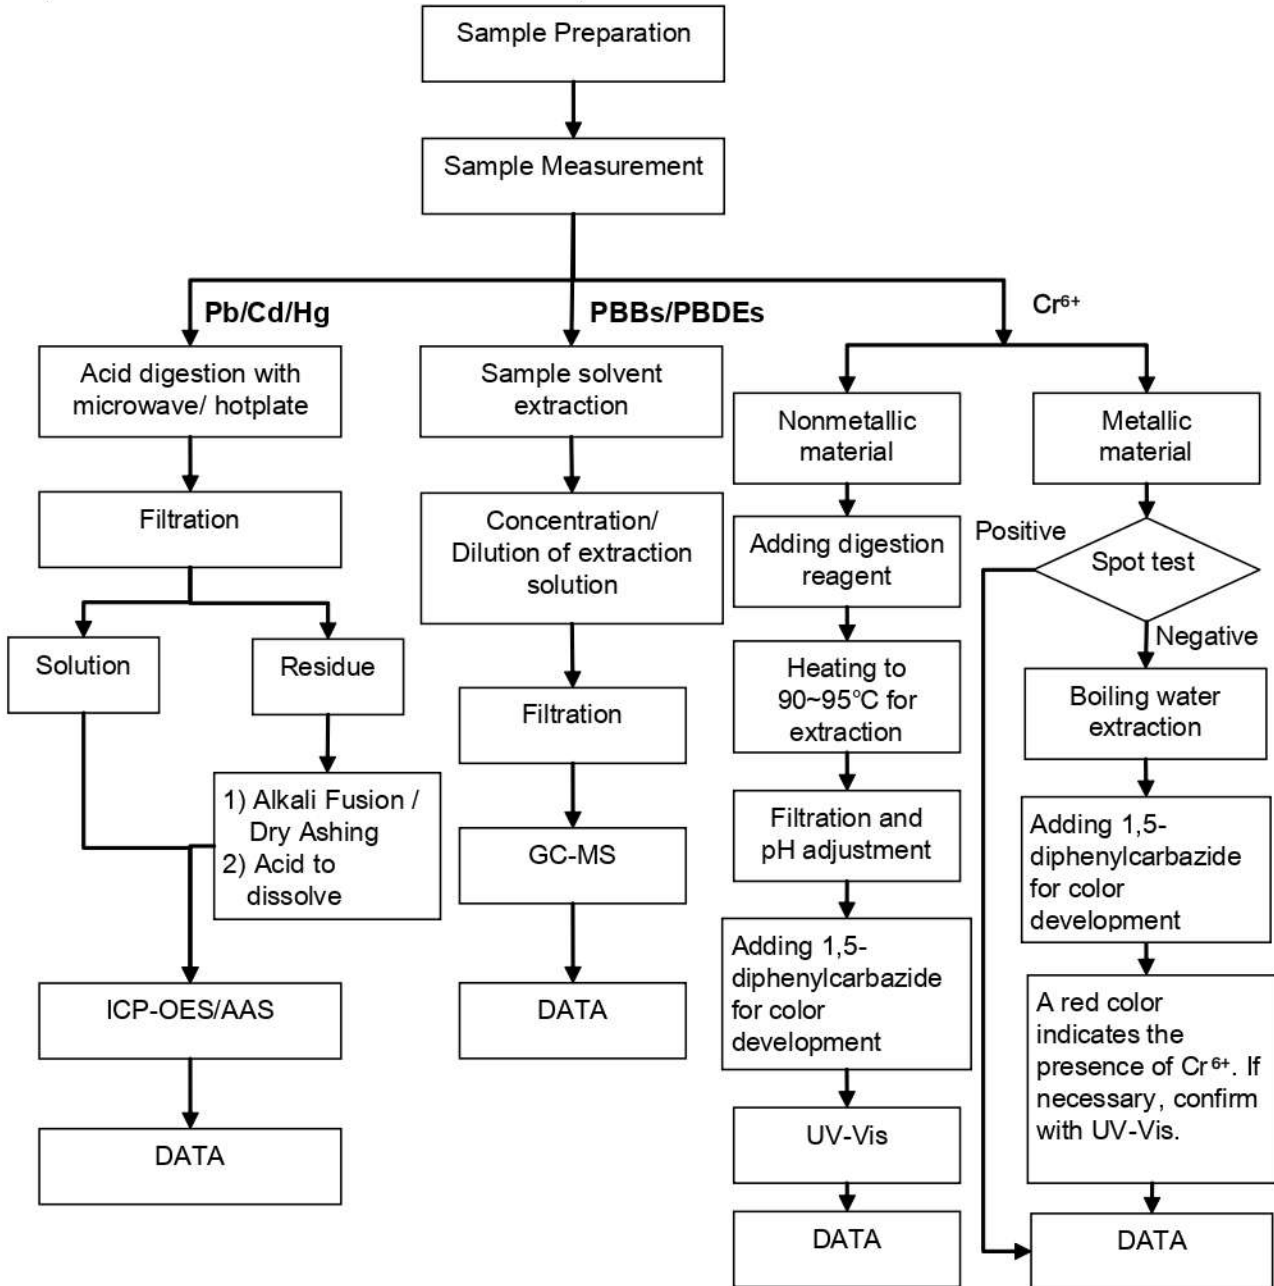 Sample Preparation
Sample Measurement
Pb/Cd/Hg
Acid digestion with
microwave/ hotplate
Filtration
Solution
Residue
1) Alkali Fusion /
Dry Ashing
2) Acid to
dissolve
ICP-OES/AAS
DATA
PBBs/PBDEs
Sample solvent
extraction
Concentration/
Dilution of extraction
solution
Filtration
GC-MS
DATA
Cr⁶⁺
Nonmetallic
material
Adding digestion
reagent
Heating to
90~95℃ for
extraction
Filtration and
pH adjustment
Adding 1,5-
diphenylcarbazide
for color
development
UV-Vis
DATA
Metallic
material
Spot test
Positive
Negative
Boiling water
extraction
Adding 1,5-
diphenylcarbazide
for color
development
A red color
indicates the
presence of Cr⁶⁺. If
necessary, confirm
with UV-Vis.
DATA